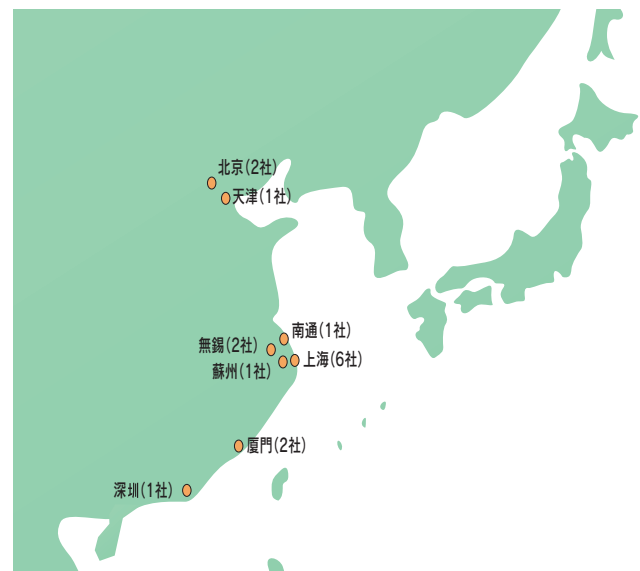 北京(2社)
天津(1社)
南通(1社)
無錫(2社)
上海(6社)
蘇州(1社)
厦門(2社)
深圳(1社)